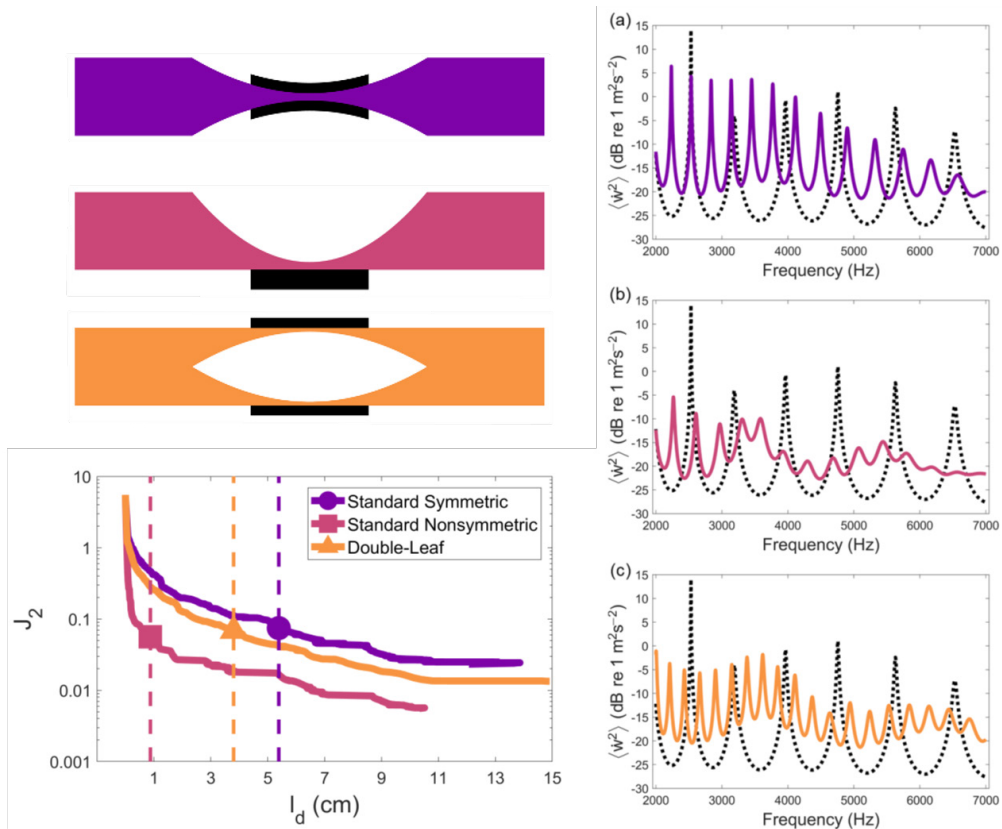 10
1
0.1
0.01
0.001
J₂
1 3 5 7 9 11 13 15
l_d (cm)
Standard Symmetric
Standard Nonsymmetric
Double-Leaf
(a)
15
10
5
0
-5
-10
-15
-20
-25
-30
⟨ẇ²⟩ (dB re 1 m²s⁻²)
2000 3000 4000 5000 6000 7000
Frequency (Hz)
(b)
15
10
5
0
-5
-10
-15
-20
-25
-30
⟨ẇ²⟩ (dB re 1 m²s⁻²)
2000 3000 4000 5000 6000 7000
Frequency (Hz)
(c)
15
10
5
0
-5
-10
-15
-20
-25
-30
⟨ẇ²⟩ (dB re 1 m²s⁻²)
2000 3000 4000 5000 6000 7000
Frequency (Hz)